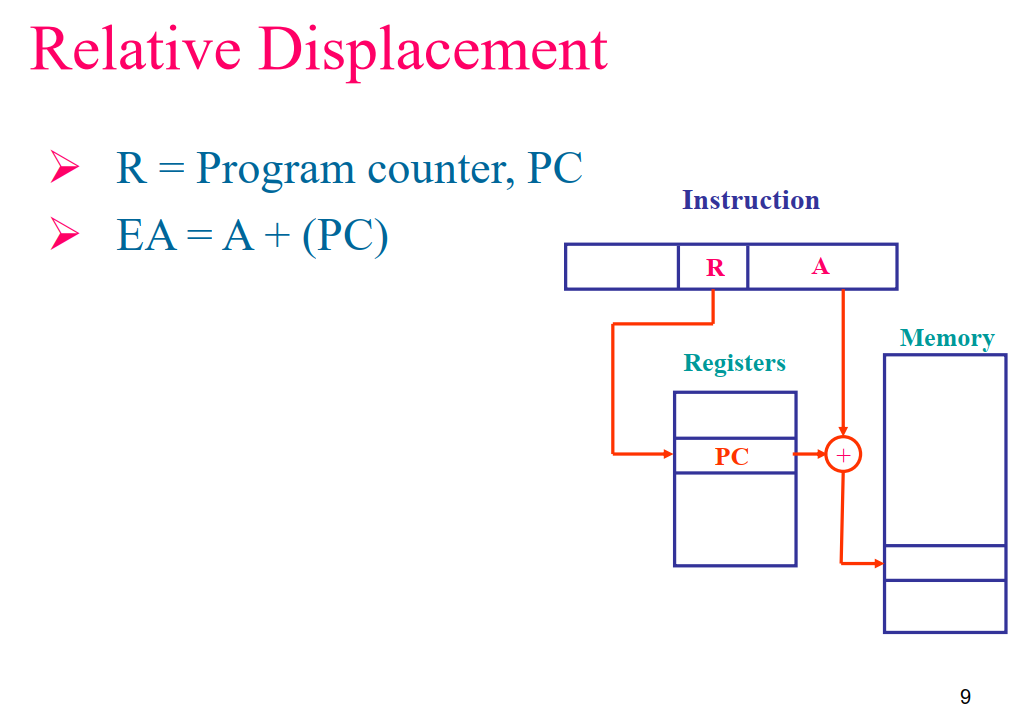 Relative Displacement
R = Program counter, PC
EA = A + (PC)
Instruction
R A
Memory
Registers
PC +
9